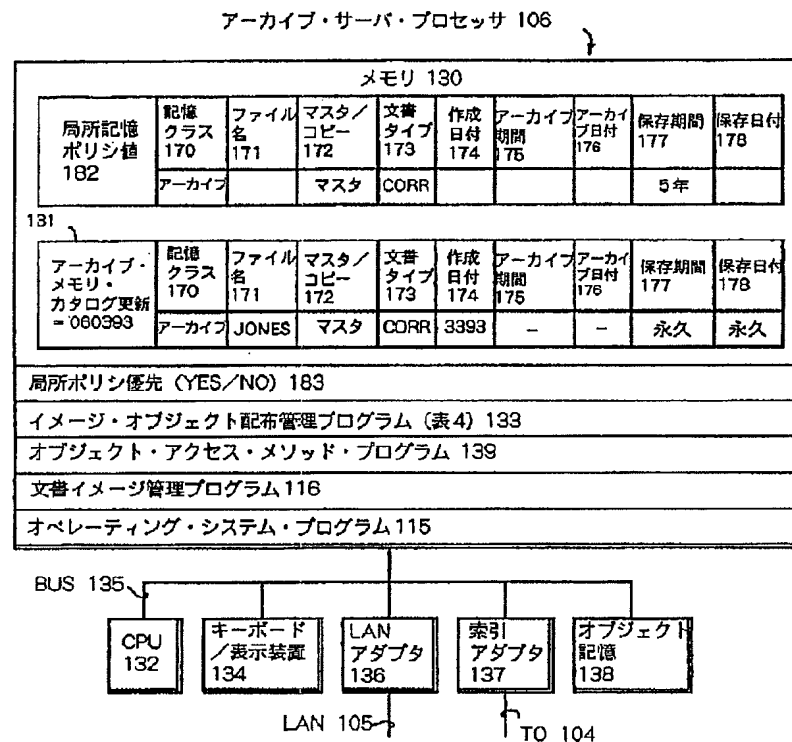 アーカイブ・サーバ・プロセッサ 106
メモリ 130
局所記憶
ポリシ値
182
記憶
クラス
170
ファイル
名
171
マスタ/
コピー
172
文書
タイプ
173
作成
日付
174
アーカイブ
期間
175
アーカイ
ブ日付
176
保存期間
177
保存日付
178
アーカイブ
マスタ
CORR
5年
131
アーカイブ・
メモリ・
カタログ更新
= 060393
記憶
クラス
170
ファイル
名
171
マスタ/
コピー
172
文書
タイプ
173
作成
日付
174
アーカイブ
期間
175
アーカイ
ブ日付
176
保存期間
177
保存日付
178
アーカイブ
JONES
マスタ
CORR
3393
-
-
永久
永久
局所ポリシ優先 (YES/NO) 183
イメージ・オブジェクト配布管理プログラム (表4) 133
オブジェクト・アクセス・メソッド・プログラム 139
文書イメージ管理プログラム116
オペレーティング・システム・プログラム115
BUS 135
CPU
132
キーボード
/表示装置
134
LAN
アダプタ
136
索引
アダプタ
137
オブジェクト
記憶
138
LAN 105
TO 104